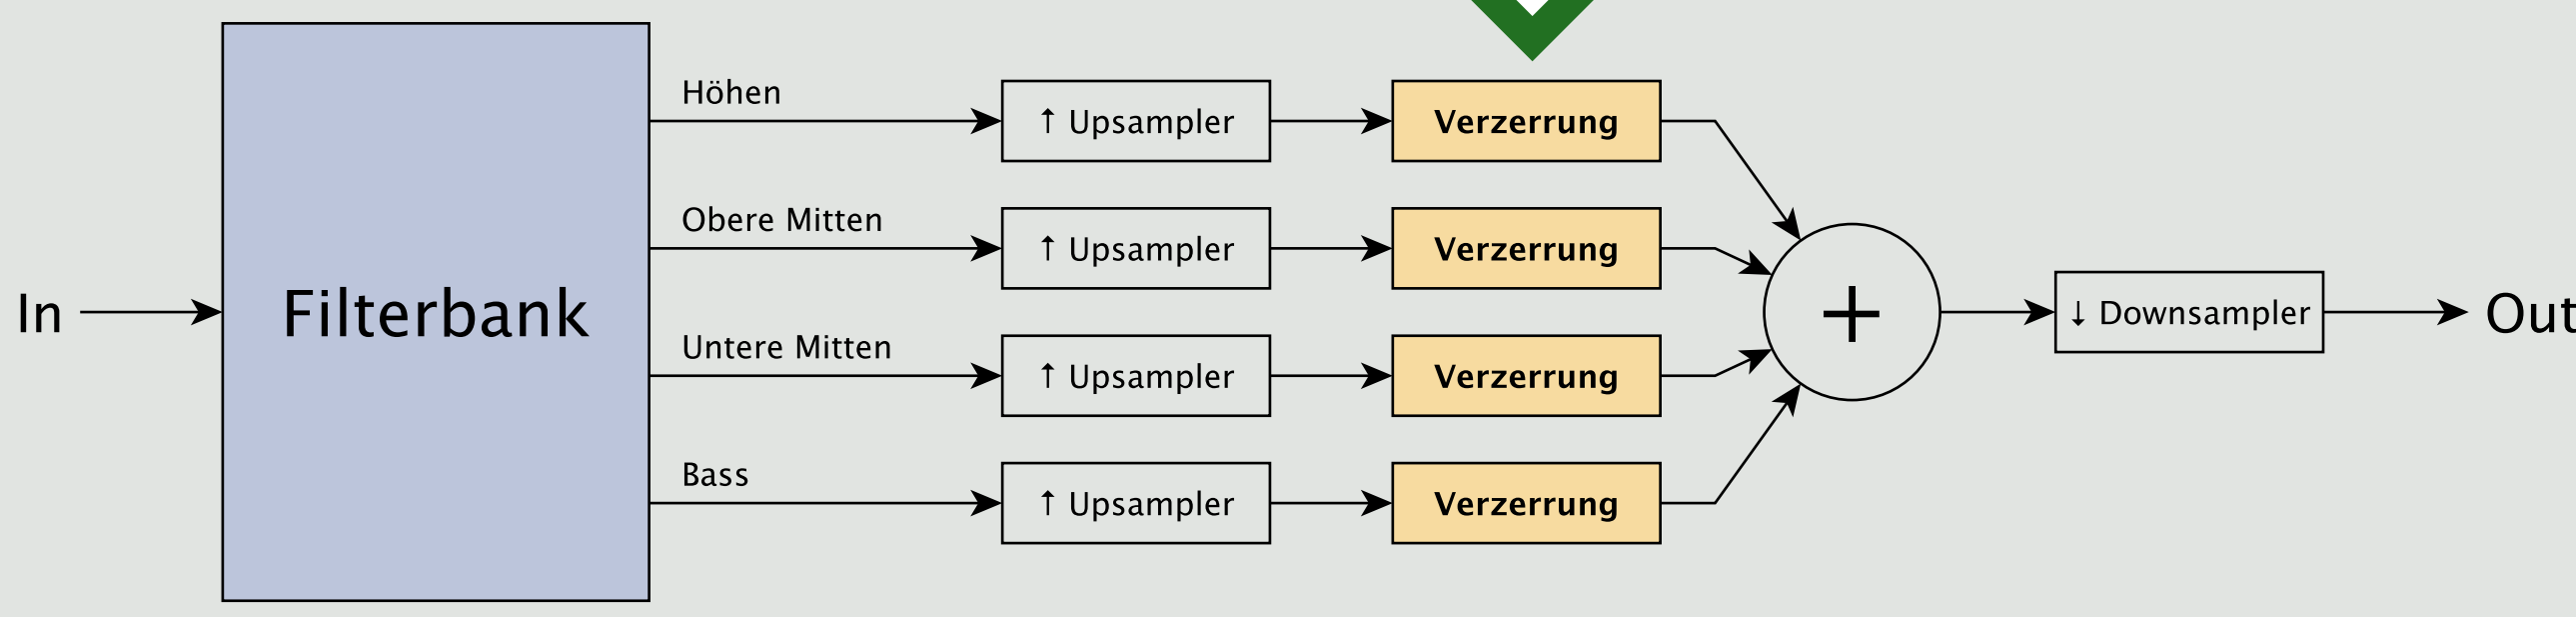 Höhen
↑ Upsampler
Verzerrung
Obere Mitten
↑ Upsampler
Verzerrung
In
Filterbank
+
↓ Downsampler
Out
Untere Mitten
↑ Upsampler
Verzerrung
Bass
↑ Upsampler
Verzerrung